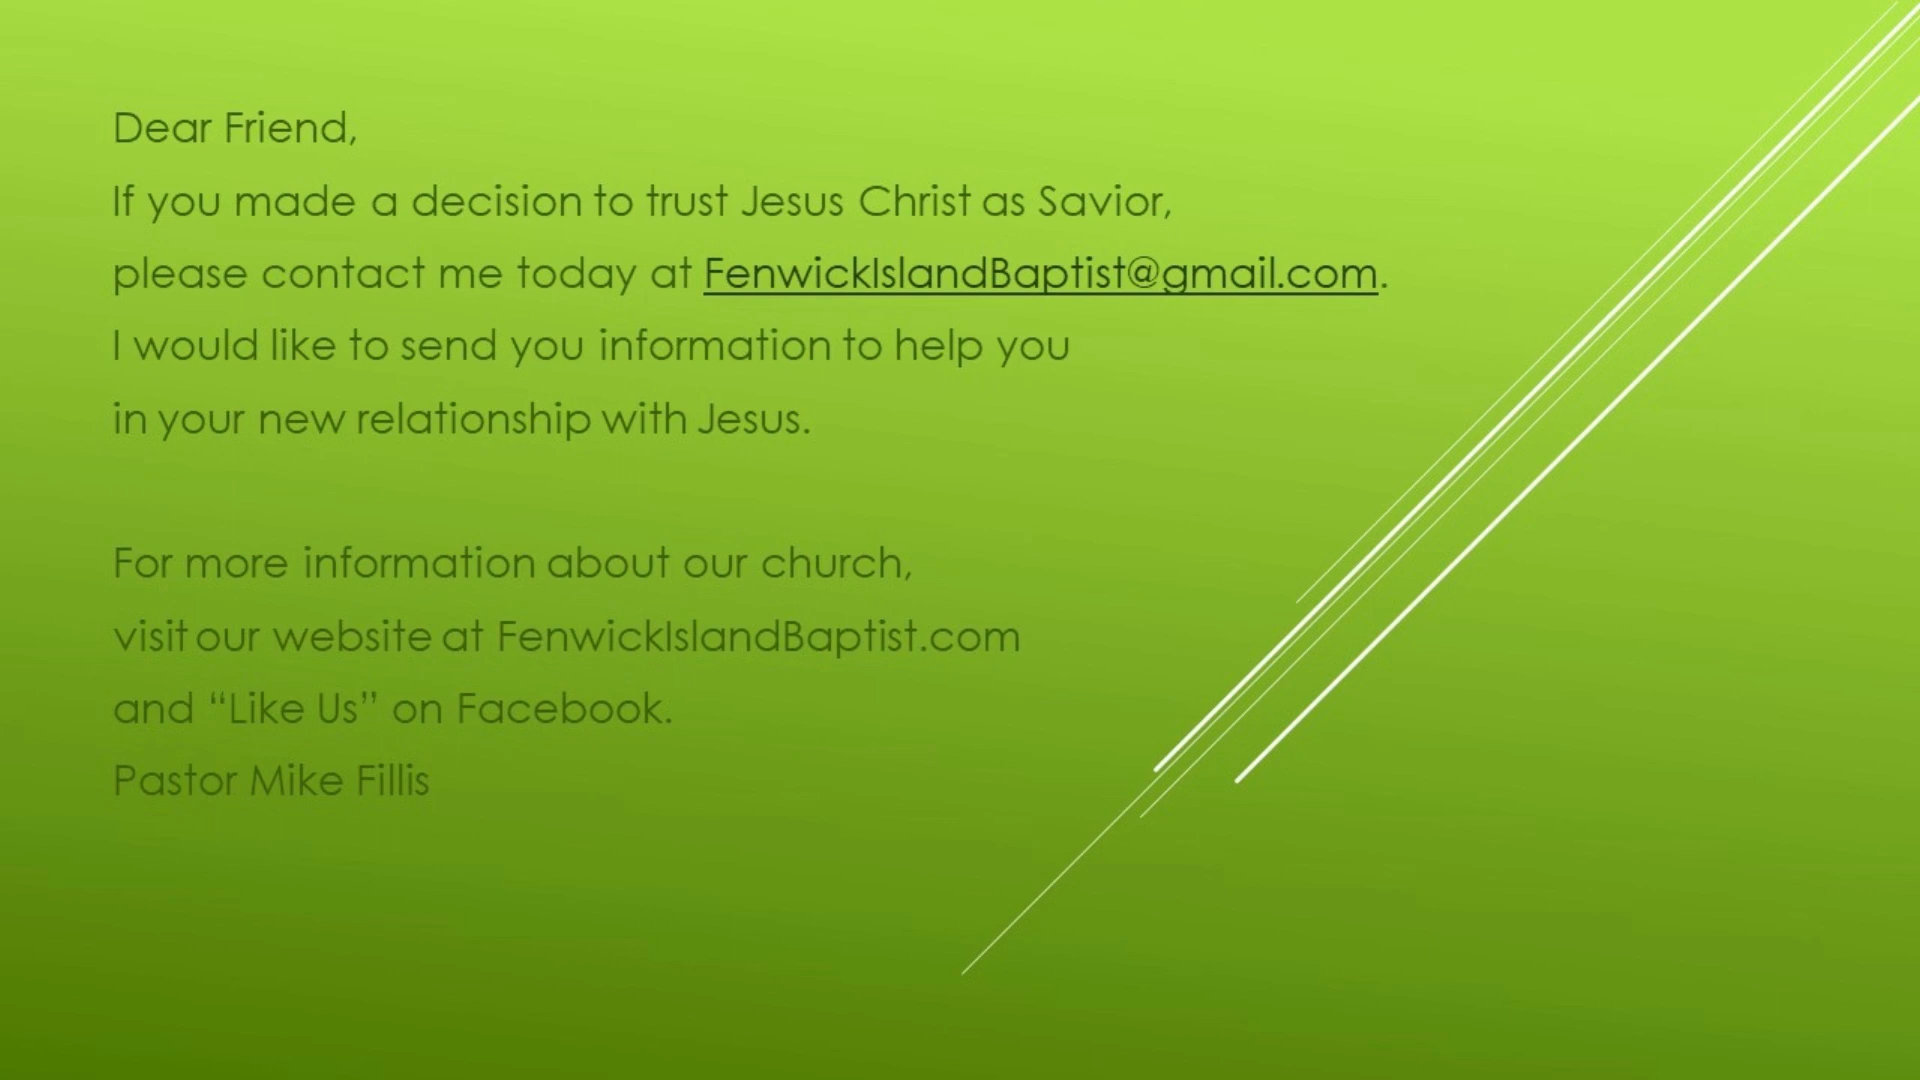 Dear Friend,
If you made a decision to trust Jesus Christ as Savior,
please contact me today at FenwickIslandBaptist@gmail.com.
I would like to send you information to help you
in your new relationship with Jesus.
For more information about our church,
visit our website at FenwickIslandBaptist.com
and “Like Us” on Facebook.
Pastor Mike Fillis